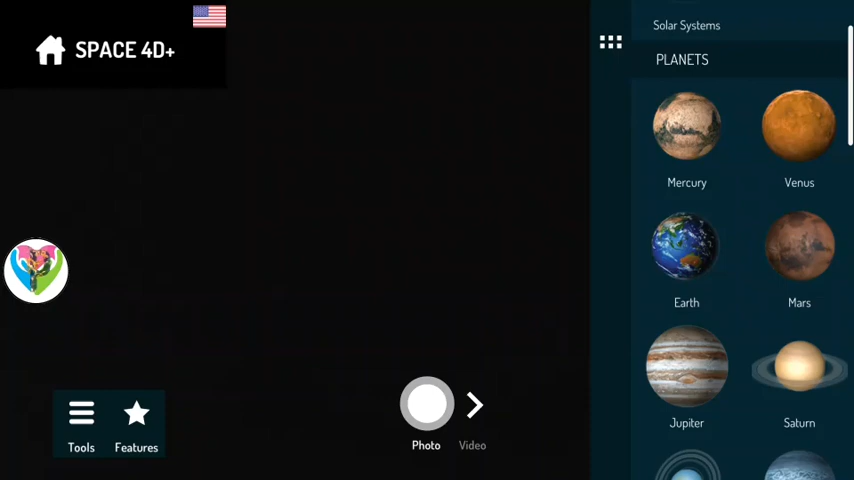 SPACE 4D+
Solar Systems
PLANETS
Mercury
Venus
Earth
Mars
Jupiter
Saturn
Tools
Features
Photo
Video